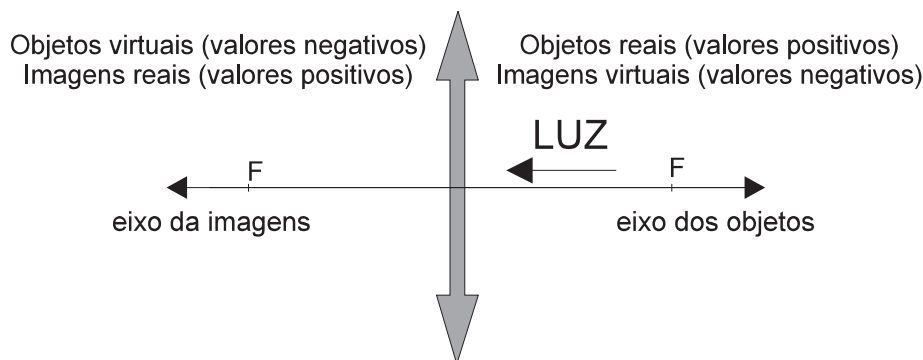 Objetos virtuais (valores negativos)
Imagens reais (valores positivos)
Objetos reais (valores positivos)
Imagens virtuais (valores negativos)
LUZ
F
F
eixo da imagens
eixo dos objetos